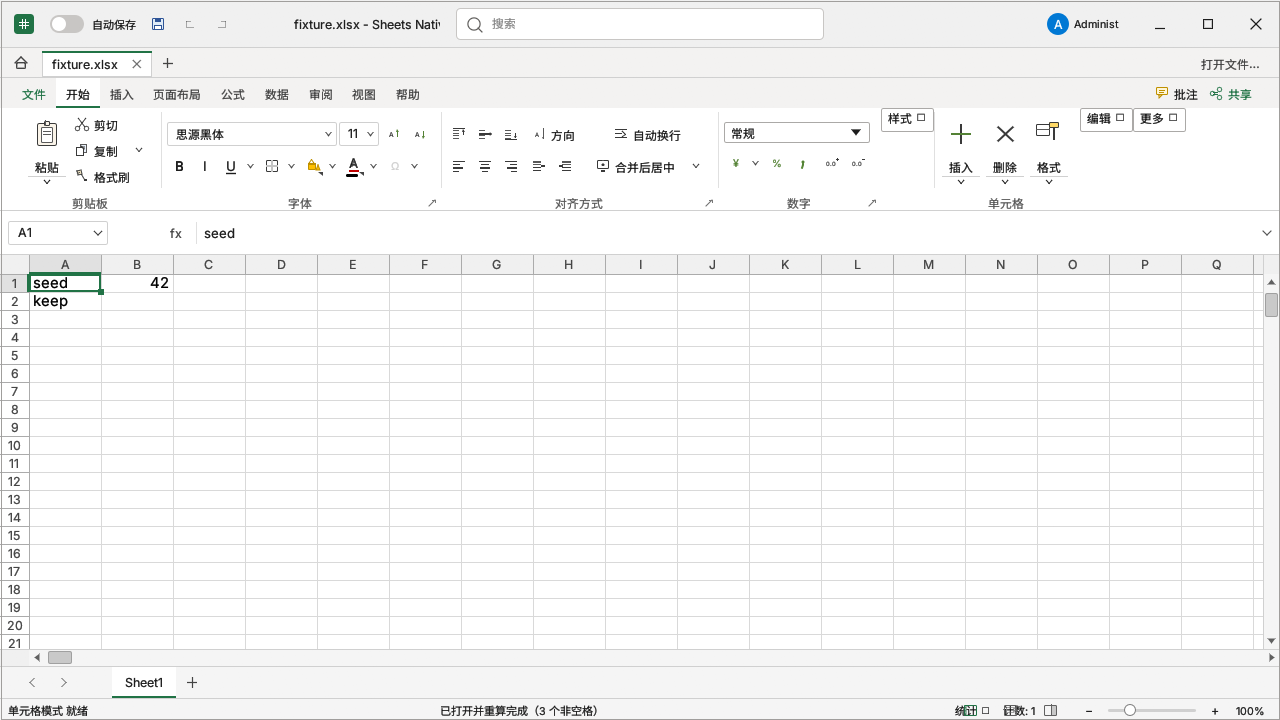 自动保存 fixture.xlsx - Sheets Nativ 搜索 A Administ
fixture.xlsx 打开文件...
文件 开始 插入 页面布局 公式 数据 审阅 视图 帮助 批注 共享
粘贴 剪切 复制 格式刷 剪贴板
思源黑体 11 B I U A Ω 字体
方向 自动换行 合并后居中 对齐方式
常规 ¥ % , 数字
样式
插入 删除 格式 单元格
编辑 更多
A1 fx seed
A B C D E F G H I J K L M N O P Q
1 seed 42
2 keep
3
4
5
6
7
8
9
10
11
12
13
14
15
16
17
18
19
20
21
Sheet1
单元格模式 就绪 已打开并重算完成（3 个非空格） 计数: 1 100%